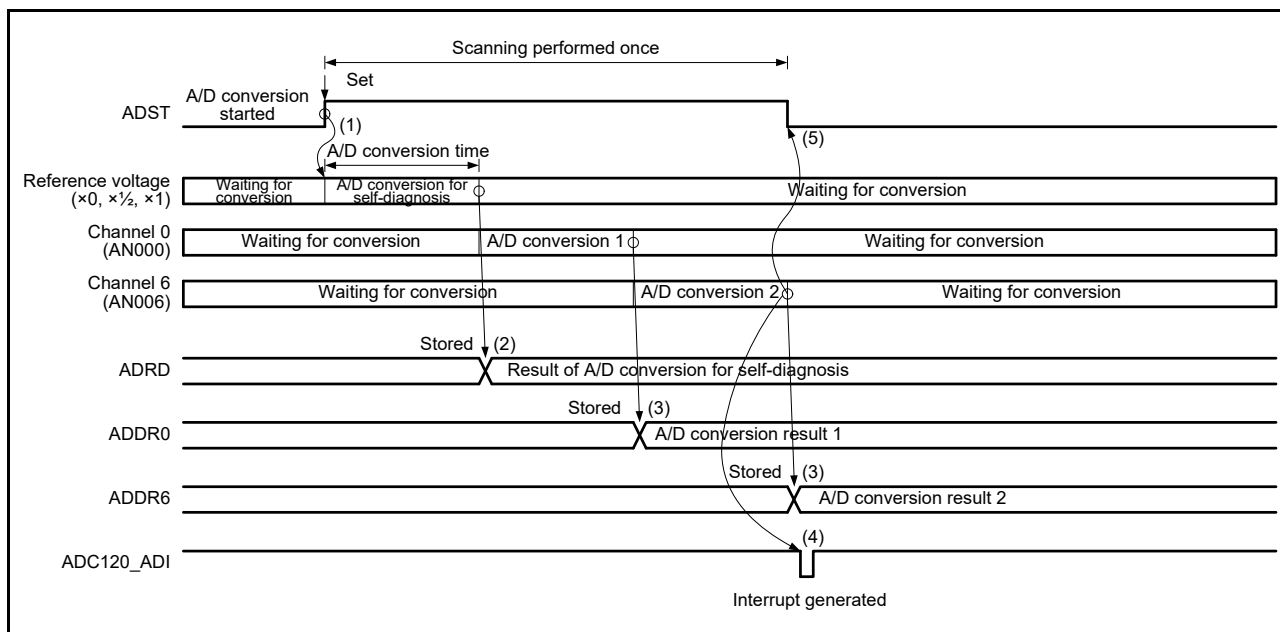 Scanning performed once
Set
A/D conversion
started
ADST
(1)
(5)
A/D conversion time
Reference voltage
(×0, ×½, ×1)
Waiting for
conversion
A/D conversion for
self-diagnosis
Waiting for conversion
Channel 0
(AN000)
Waiting for conversion
A/D conversion 1
Waiting for conversion
Channel 6
(AN006)
Waiting for conversion
A/D conversion 2
Waiting for conversion
Stored
(2)
ADRD
Result of A/D conversion for self-diagnosis
Stored
(3)
ADDR0
A/D conversion result 1
Stored
(3)
ADDR6
A/D conversion result 2
(4)
ADC120_ADI
Interrupt generated